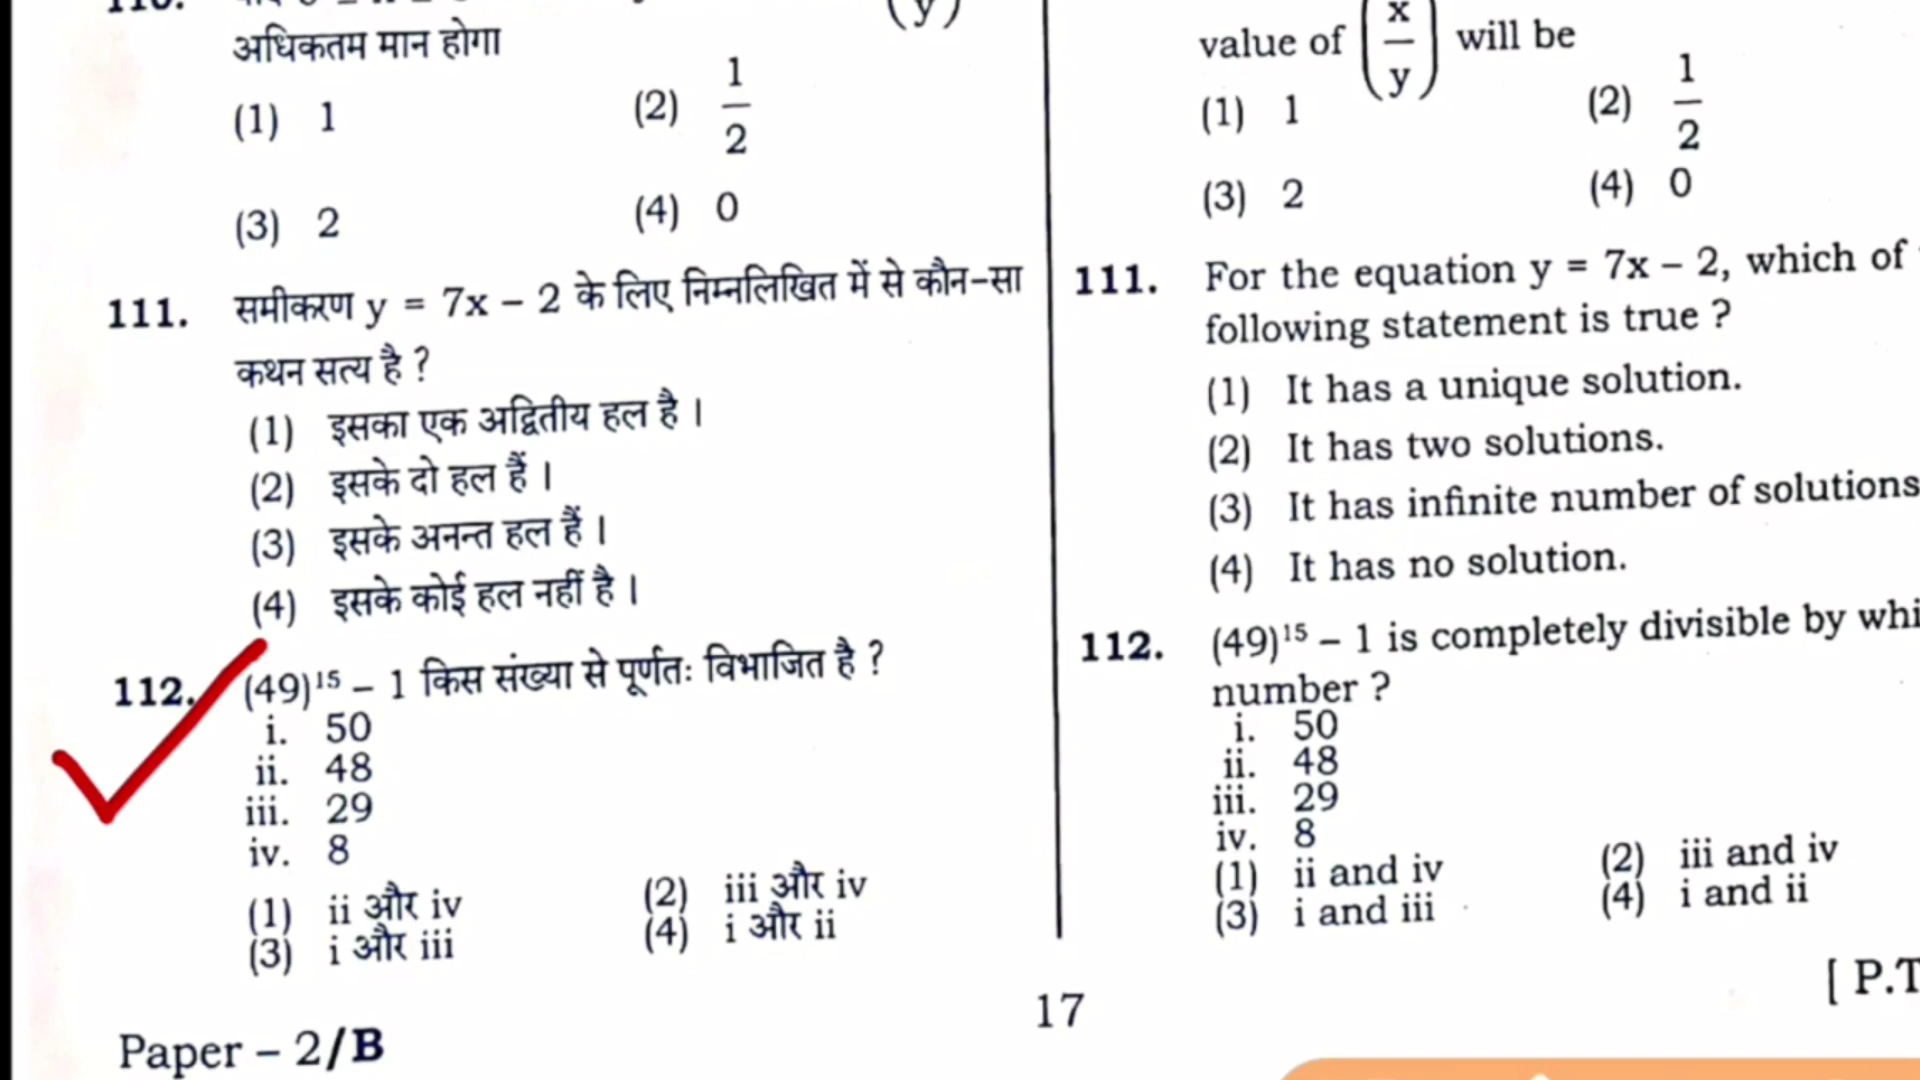 अधिकतम मान होगा
(1) 1 (2) 1/2
(3) 2 (4) 0
111. समीकरण y = 7x – 2 के लिए निम्नलिखित में से कौन-सा
कथन सत्य है ?
(1) इसका एक अद्वितीय हल है ।
(2) इसके दो हल हैं ।
(3) इसके अनन्त हल हैं ।
(4) इसके कोई हल नहीं है ।
112. (49)¹⁵ – 1 किस संख्या से पूर्णतः विभाजित है ?
i. 50
ii. 48
iii. 29
iv. 8
(1) ii और iv (2) iii और iv
(3) i और iii (4) i और ii
Paper – 2/B
value of (x/y) will be
(1) 1 (2) 1/2
(3) 2 (4) 0
111. For the equation y = 7x – 2, which of
following statement is true ?
(1) It has a unique solution.
(2) It has two solutions.
(3) It has infinite number of solutions
(4) It has no solution.
112. (49)¹⁵ – 1 is completely divisible by whi
number ?
i. 50
ii. 48
iii. 29
iv. 8
(1) ii and iv (2) iii and iv
(3) i and iii (4) i and ii
17
[ P.T